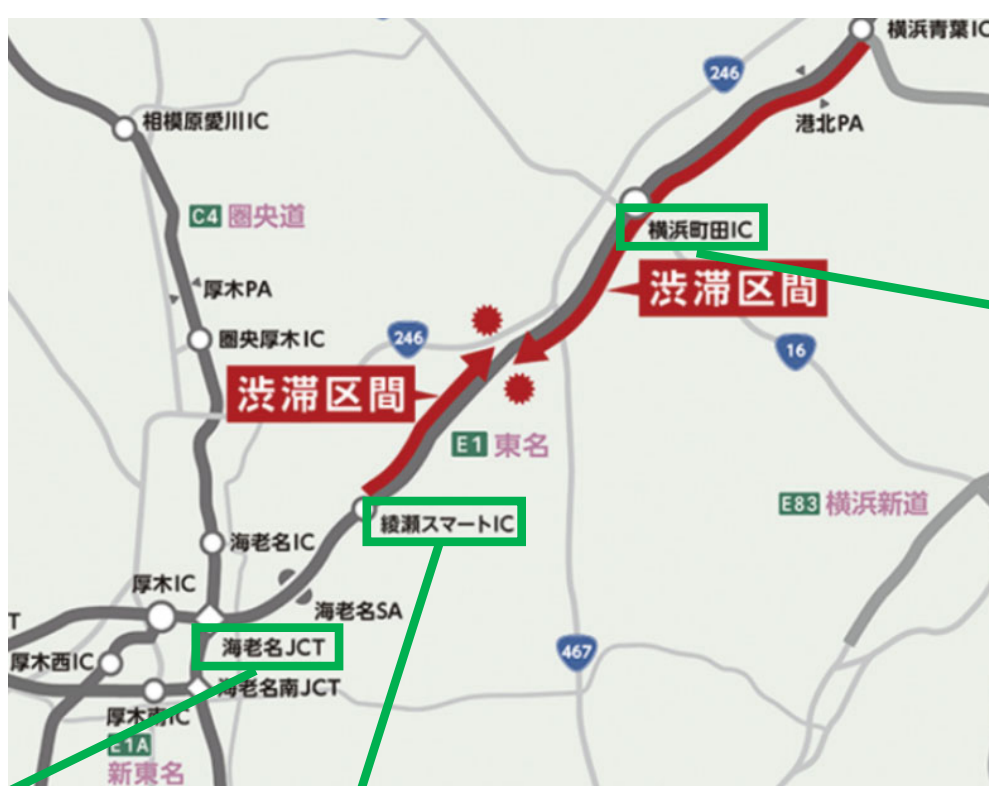 横浜青葉IC
246
港北PA
相模原愛川IC
C4 圏央道
横浜町田IC
渋滞区間
厚木PA
圏央厚木IC
246
16
渋滞区間
E1 東名
E83 横浜新道
綾瀬スマートIC
海老名IC
厚木IC
海老名SA
T
海老名JCT
467
厚木西IC
海老名南JCT
厚木南IC
E1A
新東名